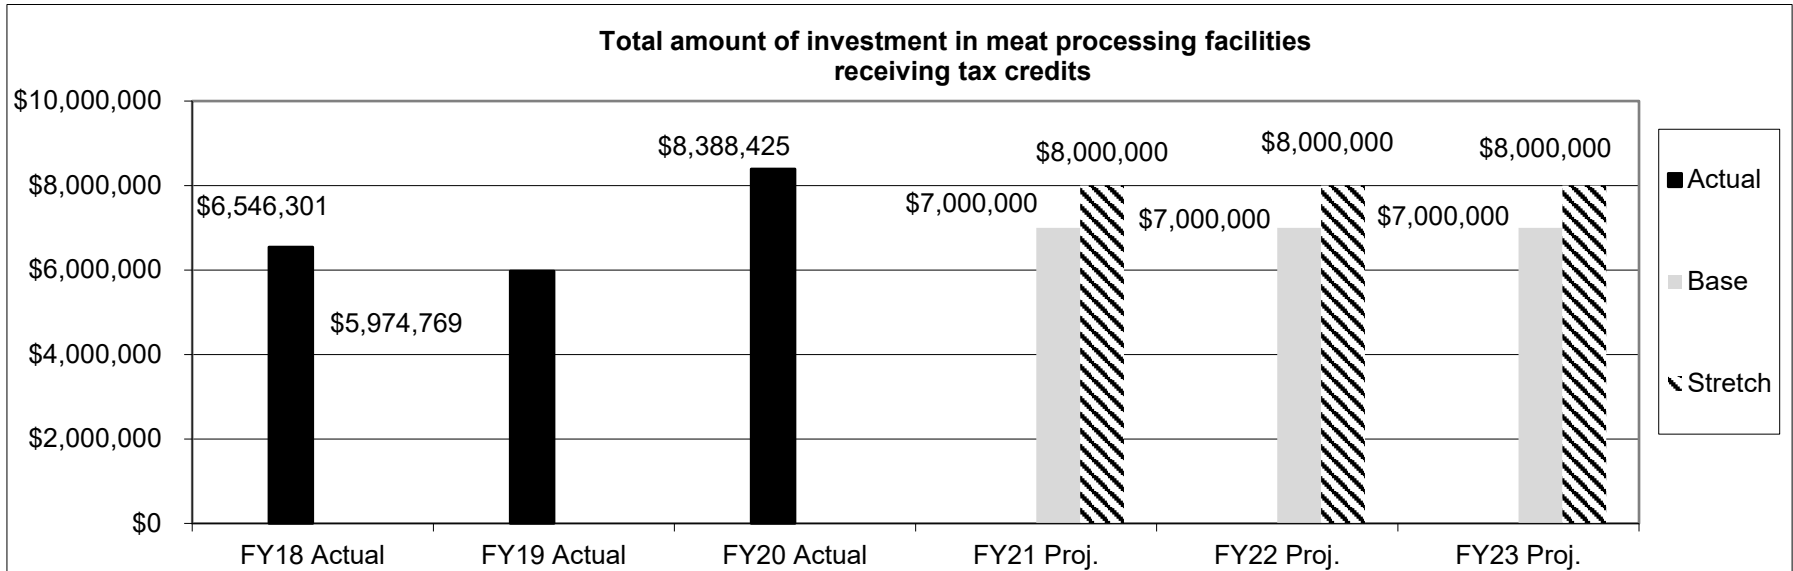 Total amount of investment in meat processing facilities
receiving tax credits
$10,000,000
$8,000,000
$6,000,000
$4,000,000
$2,000,000
$0
$6,546,301
$5,974,769
$8,388,425
$7,000,000
$8,000,000
$7,000,000
$8,000,000
$7,000,000
$8,000,000
FY18 Actual
FY19 Actual
FY20 Actual
FY21 Proj.
FY22 Proj.
FY23 Proj.
Actual
Base
Stretch